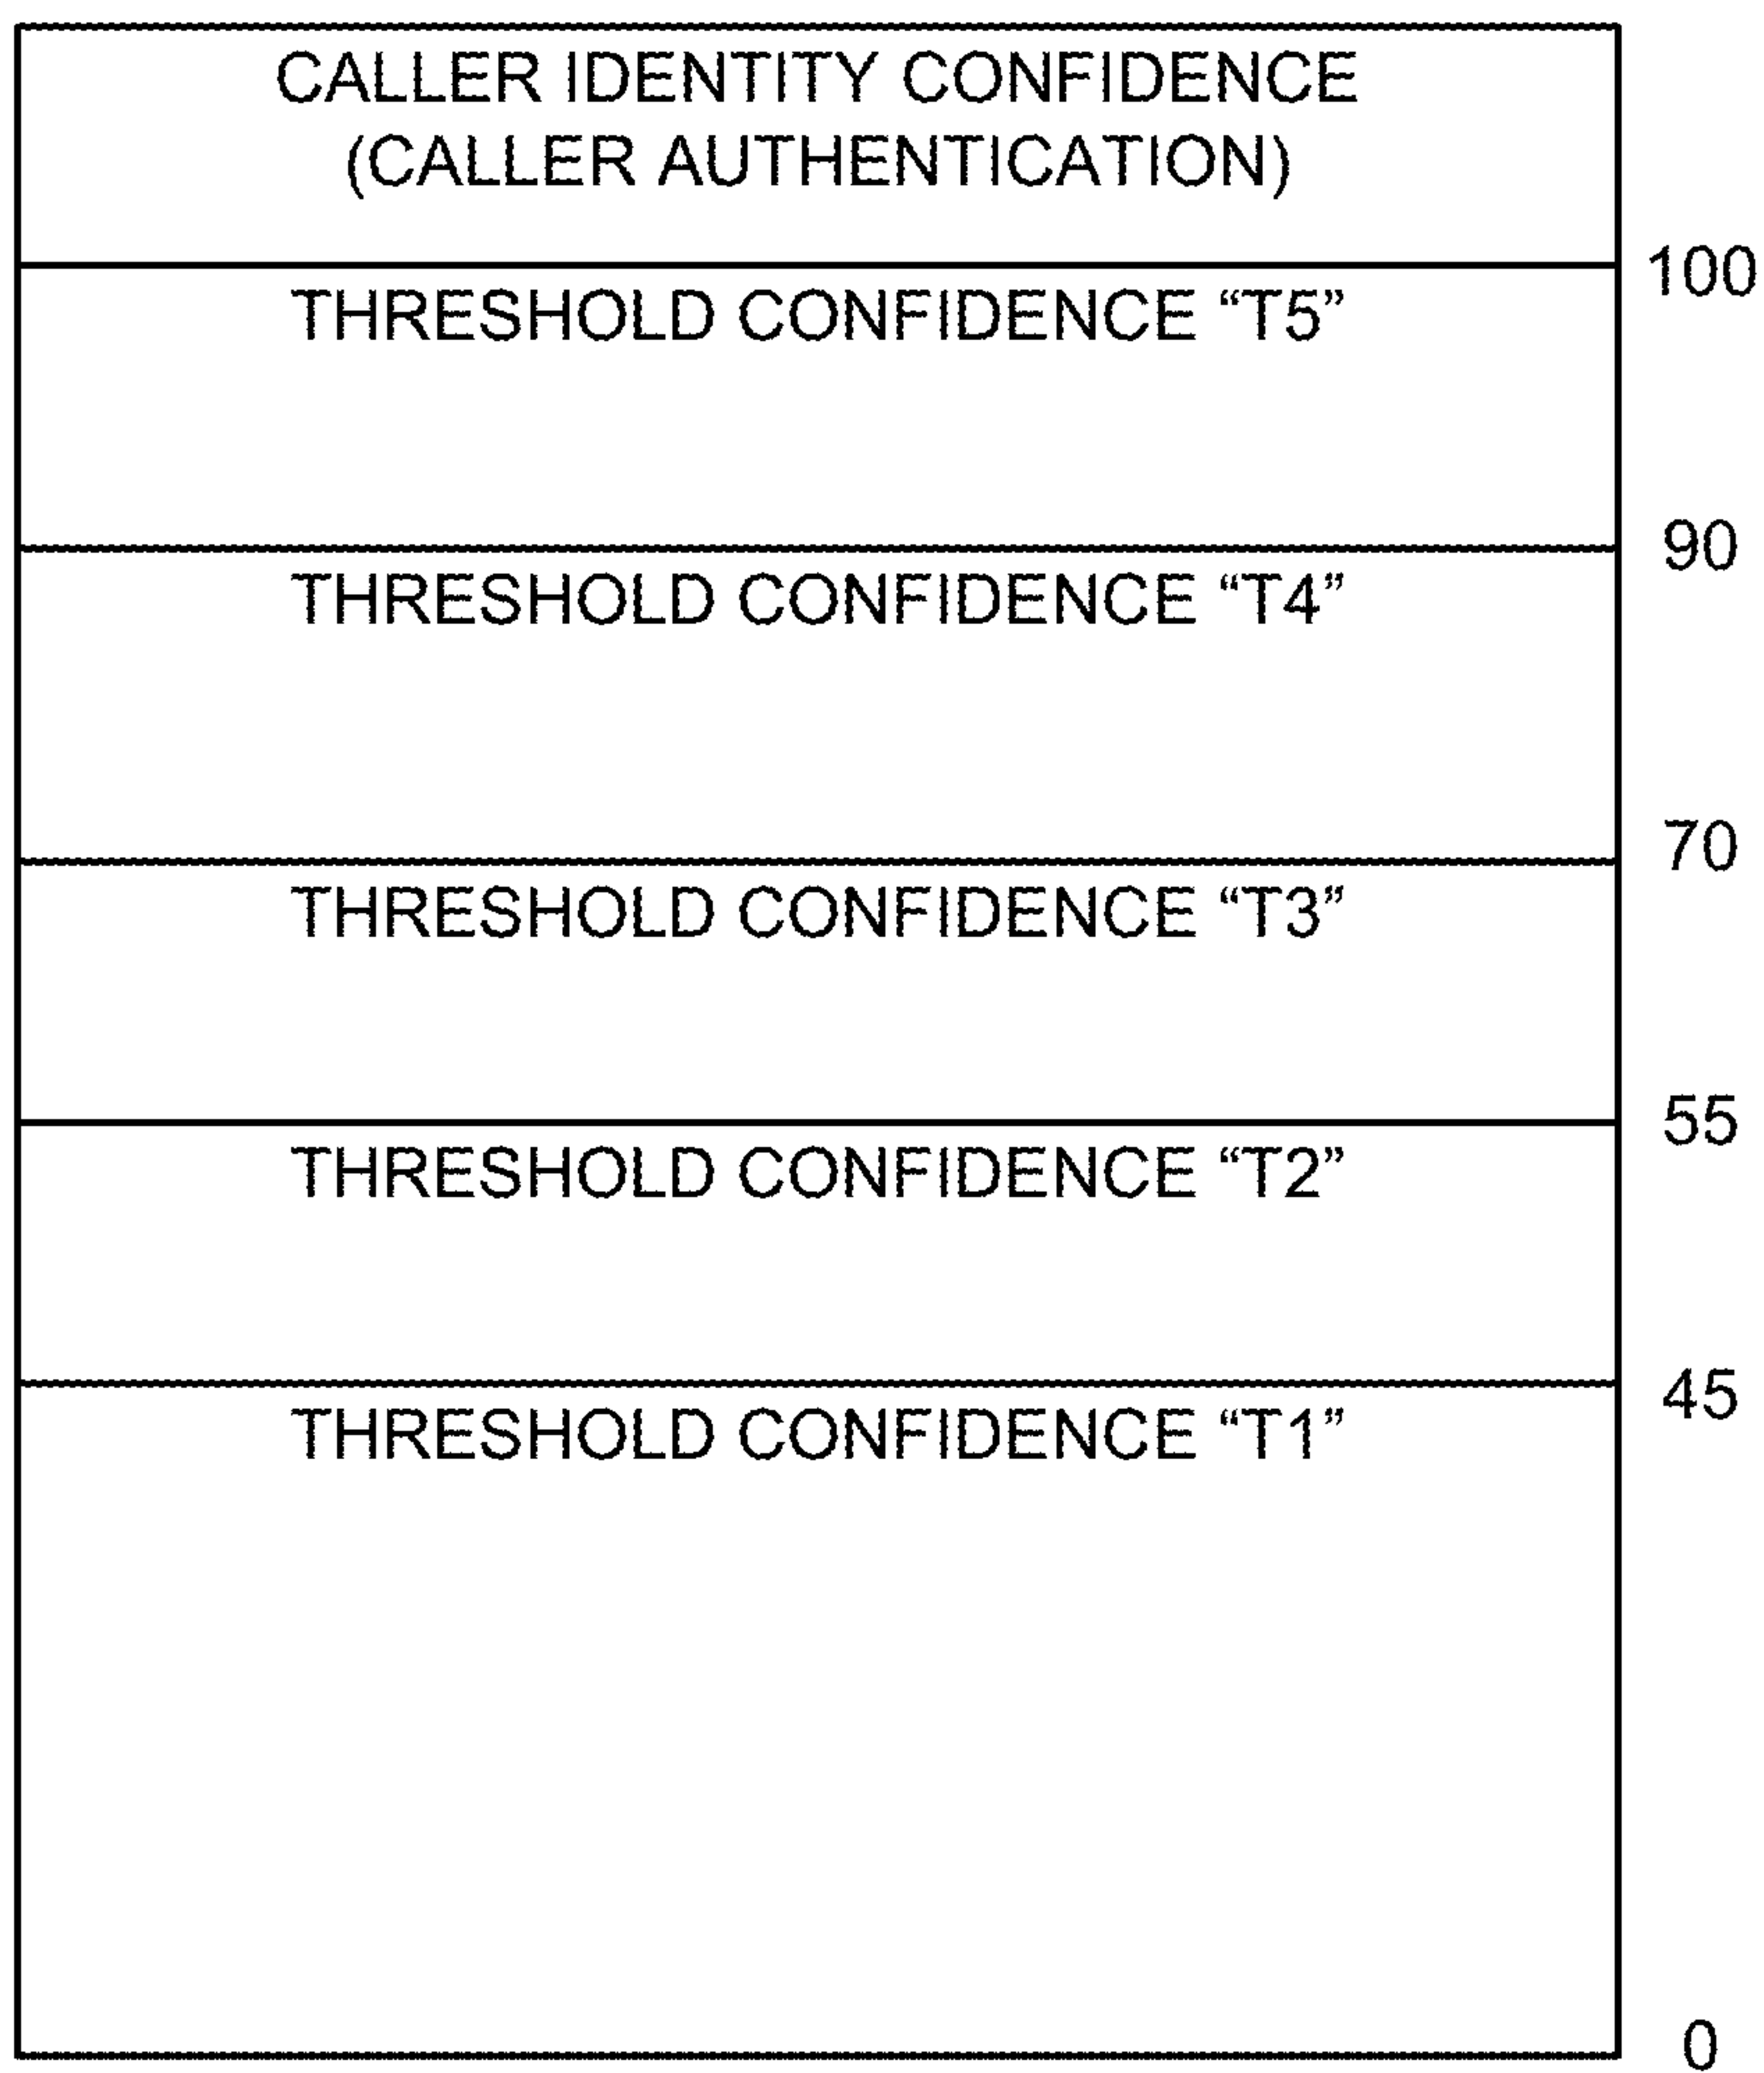 CALLER IDENTITY CONFIDENCE
(CALLER AUTHENTICATION)
100
THRESHOLD CONFIDENCE “T5”
90
THRESHOLD CONFIDENCE “T4”
70
THRESHOLD CONFIDENCE “T3”
55
THRESHOLD CONFIDENCE “T2”
45
THRESHOLD CONFIDENCE “T1”
0